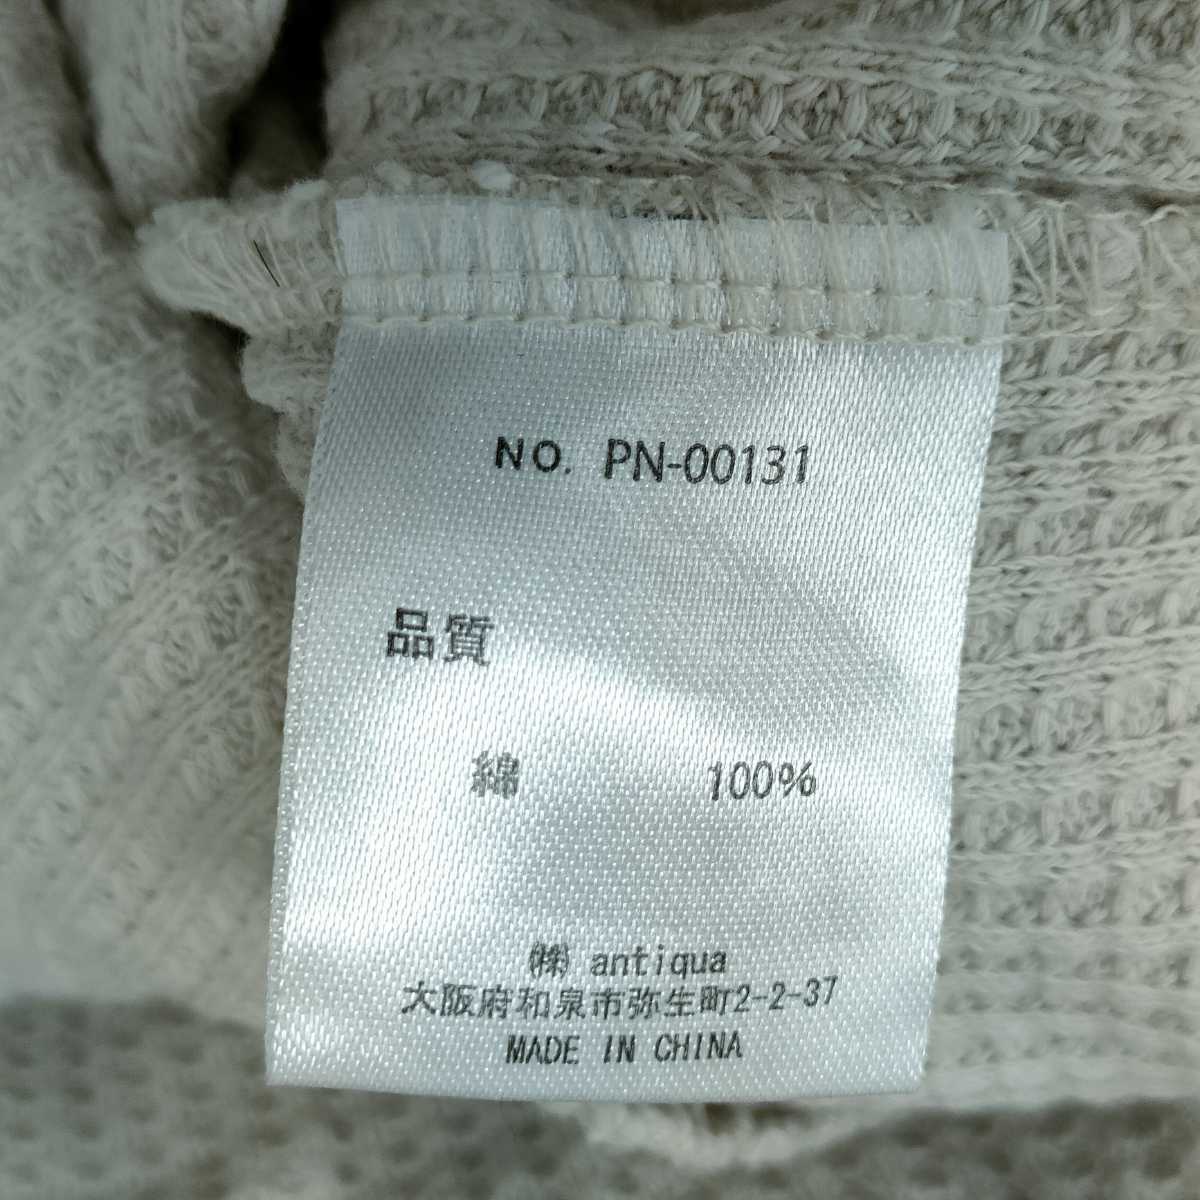 NO. PN-00131
品質
綿 100%
㈱ antiqua
大阪府和泉市弥生町2-2-37
MADE IN CHINA